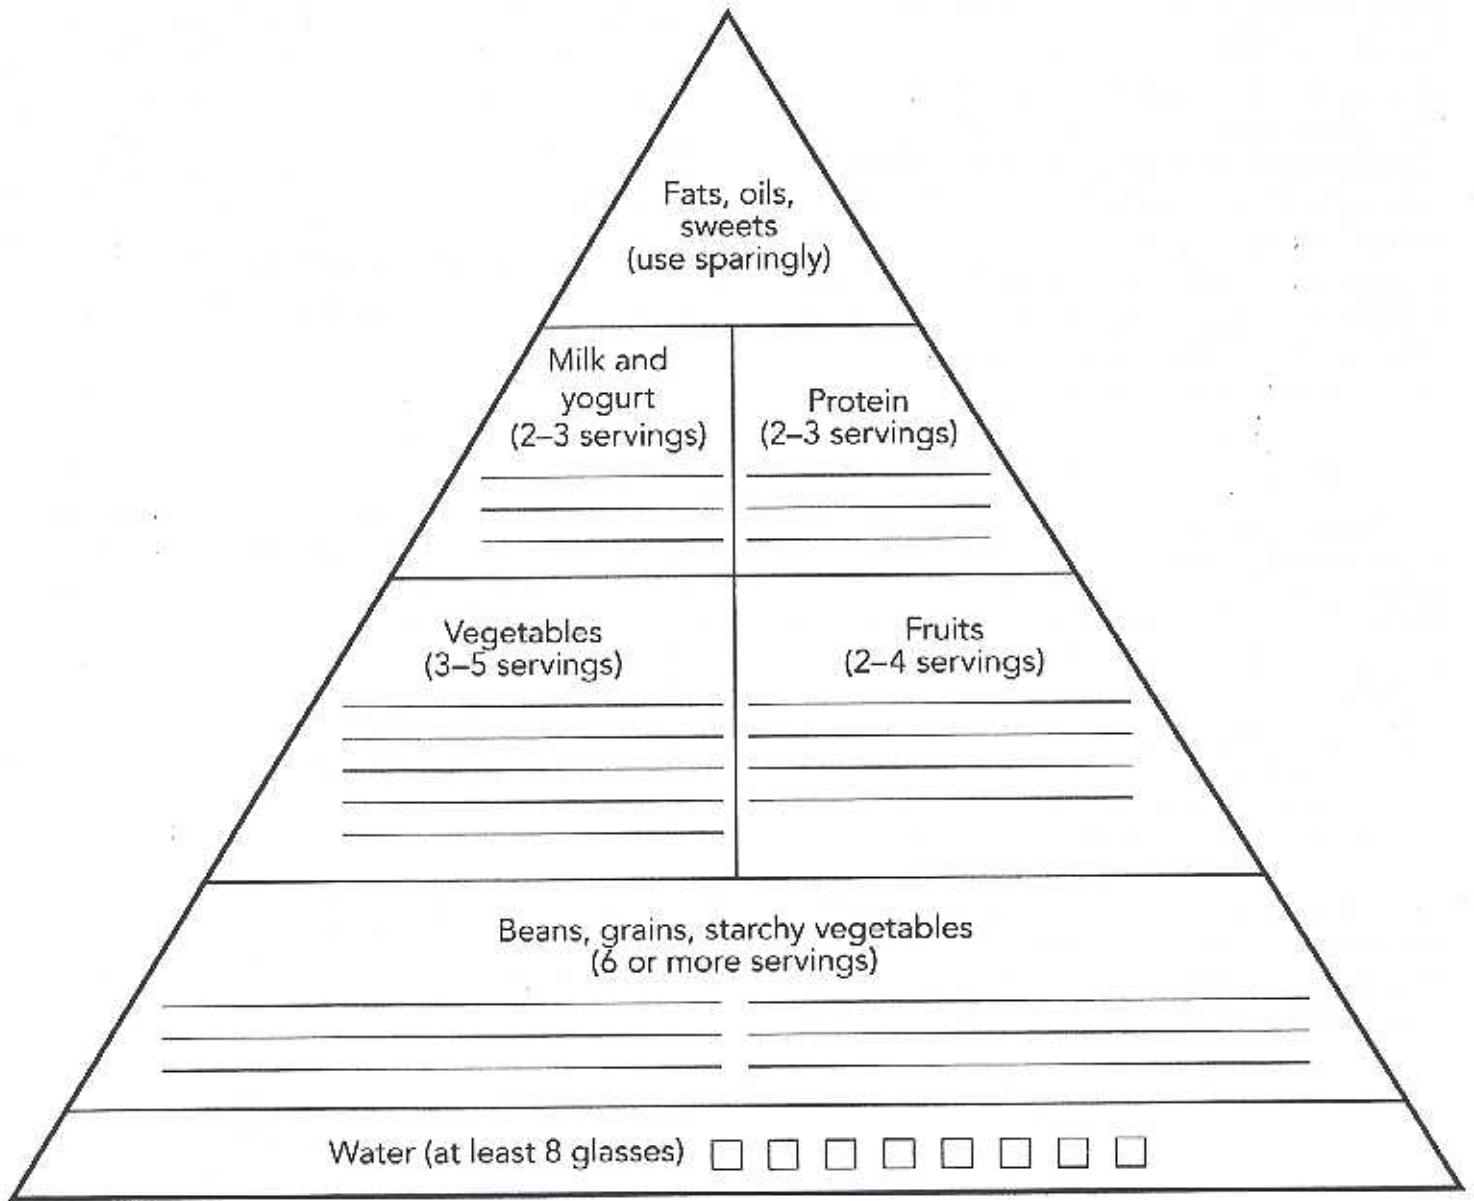 Fats, oils,
sweets
(use sparingly)
Milk and
yogurt
(2–3 servings)
Protein
(2–3 servings)
Vegetables
(3–5 servings)
Fruits
(2–4 servings)
Beans, grains, starchy vegetables
(6 or more servings)
Water (at least 8 glasses)